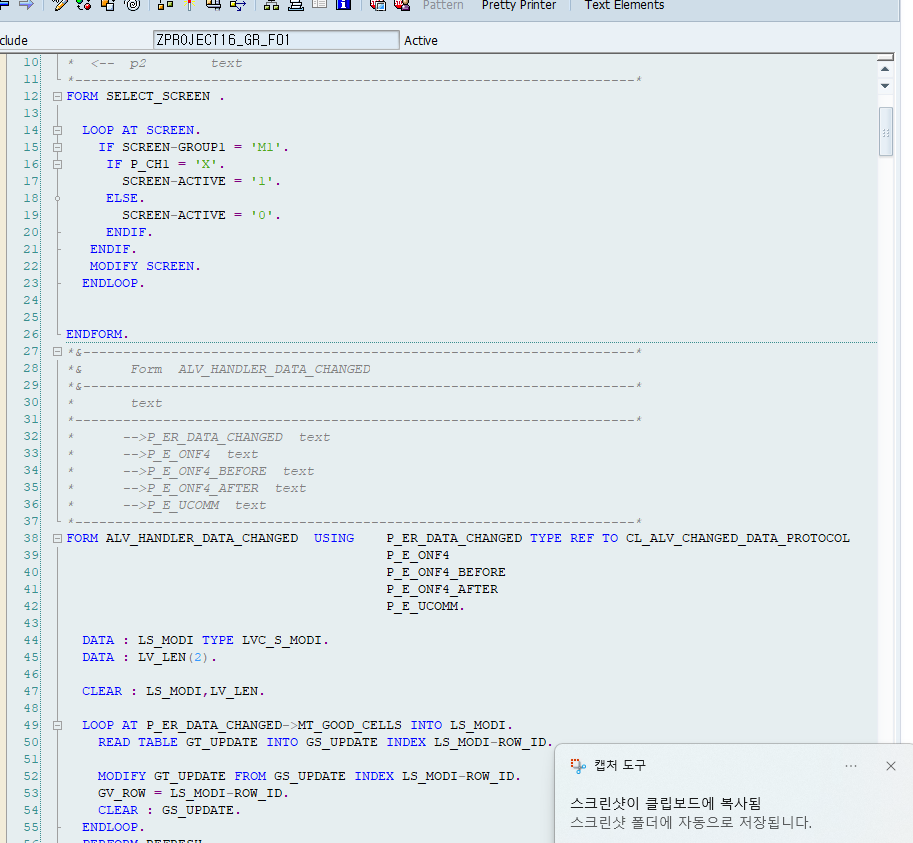 Pattern Pretty Printer Text Elements
clude ZPROJECT16_GR_F01 Active
10 *  <--  p2        text
11 *----------------------------------------------------------------------*
12 FORM SELECT_SCREEN .
13
14   LOOP AT SCREEN.
15     IF SCREEN-GROUP1 = 'M1'.
16      IF P_CH1 = 'X'.
17        SCREEN-ACTIVE = '1'.
18      ELSE.
19        SCREEN-ACTIVE = '0'.
20      ENDIF.
21    ENDIF.
22    MODIFY SCREEN.
23   ENDLOOP.
24
25
26 ENDFORM.
27 *&---------------------------------------------------------------------*
28 *&      Form  ALV_HANDLER_DATA_CHANGED
29 *&---------------------------------------------------------------------*
30 *       text
31 *----------------------------------------------------------------------*
32 *      -->P_ER_DATA_CHANGED  text
33 *      -->P_E_ONF4  text
34 *      -->P_E_ONF4_BEFORE  text
35 *      -->P_E_ONF4_AFTER  text
36 *      -->P_E_UCOMM  text
37 *----------------------------------------------------------------------*
38 FORM ALV_HANDLER_DATA_CHANGED  USING    P_ER_DATA_CHANGED TYPE REF TO CL_ALV_CHANGED_DATA_PROTOCOL
39                                         P_E_ONF4
40                                         P_E_ONF4_BEFORE
41                                         P_E_ONF4_AFTER
42                                         P_E_UCOMM.
43
44   DATA : LS_MODI TYPE LVC_S_MODI.
45   DATA : LV_LEN(2).
46
47   CLEAR : LS_MODI,LV_LEN.
48
49   LOOP AT P_ER_DATA_CHANGED->MT_GOOD_CELLS INTO LS_MODI.
50     READ TABLE GT_UPDATE INTO GS_UPDATE INDEX LS_MODI-ROW_ID.
51
52     MODIFY GT_UPDATE FROM GS_UPDATE INDEX LS_MODI-ROW_ID.
53     GV_ROW = LS_MODI-ROW_ID.
54     CLEAR : GS_UPDATE.
55   ENDLOOP.
PERFORM REFRESH
캡처 도구
스크린샷이 클립보드에 복사됨
스크린샷 폴더에 자동으로 저장됩니다.